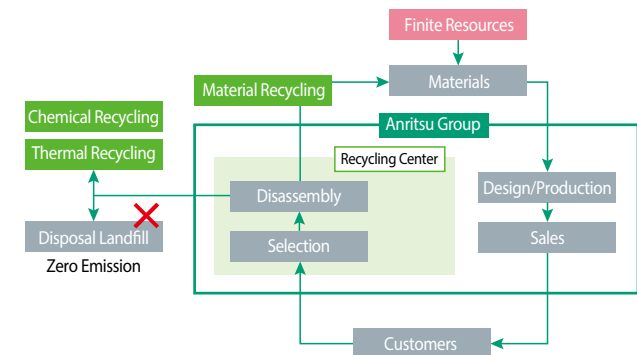 Finite Resources
Materials
Material Recycling
Chemical Recycling
Anritsu Group
Thermal Recycling
Recycling Center
Disassembly
Design/Production
Disposal Landfill
Selection
Sales
Zero Emission
Customers